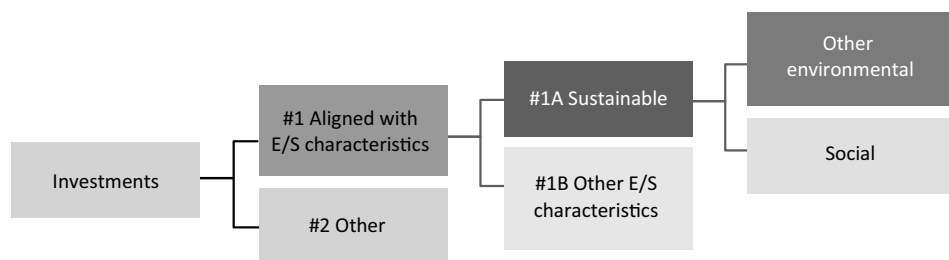 Investments
#1 Aligned with
E/S characteristics
#2 Other
#1A Sustainable
#1B Other E/S
characteristics
Other
environmental
Social